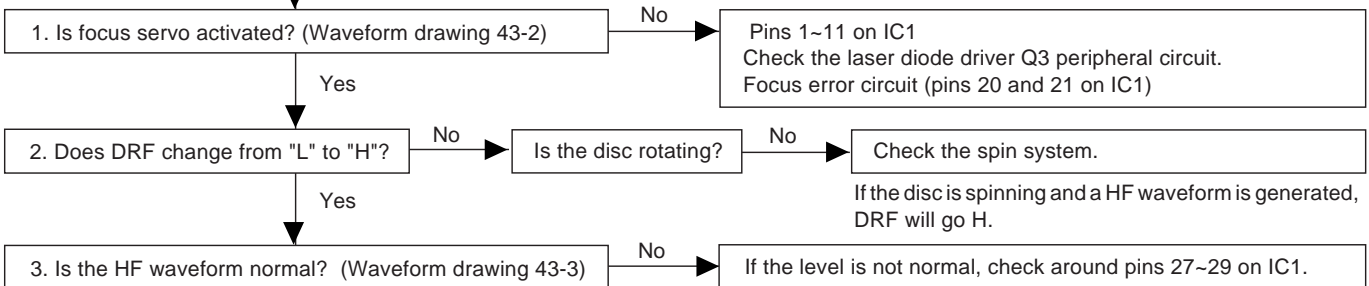 1. Is focus servo activated? (Waveform drawing 43-2)
No
Pins 1~11 on IC1
Check the laser diode driver Q3 peripheral circuit.
Focus error circuit (pins 20 and 21 on IC1)
Yes
2. Does DRF change from "L" to "H"?
No
Is the disc rotating?
No
Check the spin system.
If the disc is spinning and a HF waveform is generated,
DRF will go H.
Yes
3. Is the HF waveform normal? (Waveform drawing 43-3)
No
If the level is not normal, check around pins 27~29 on IC1.